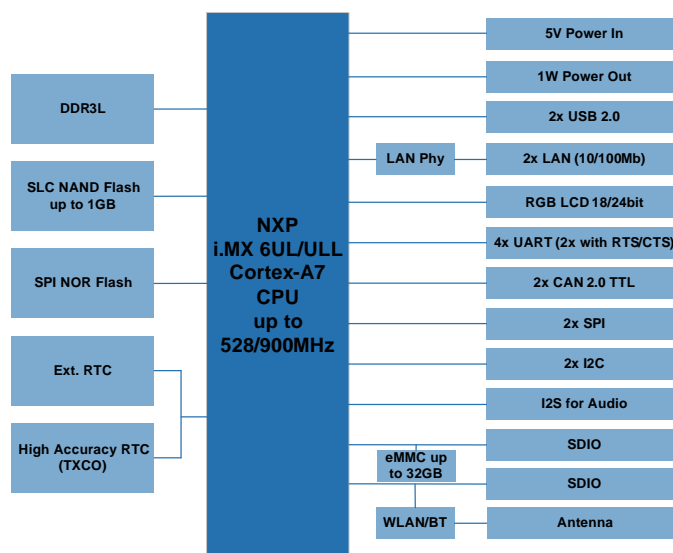 DDR3L
SLC NAND Flash
up to 1GB
SPI NOR Flash
Ext. RTC
High Accuracy RTC
(TXCO)
NXP
i.MX 6UL/ULL
Cortex-A7
CPU
up to
528/900MHz
LAN Phy
eMMC up
to 32GB
WLAN/BT
5V Power In
1W Power Out
2x USB 2.0
2x LAN (10/100Mb)
RGB LCD 18/24bit
4x UART (2x with RTS/CTS)
2x CAN 2.0 TTL
2x SPI
2x I2C
I2S for Audio
SDIO
SDIO
Antenna